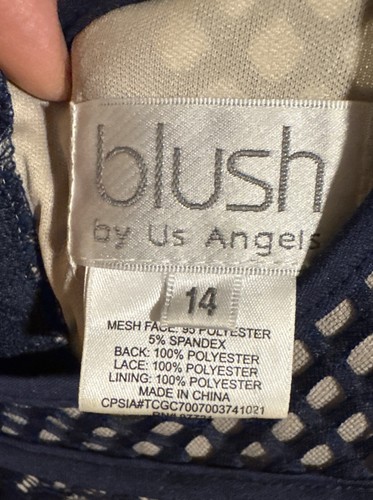 blush
by Us Angels
14
MESH FACE: 95 POLYESTER
5% SPANDEX
BACK: 100% POLYESTER
LACE: 100% POLYESTER
LINING: 100% POLYESTER
MADE IN CHINA
CPSIA#TCGC7007003741021